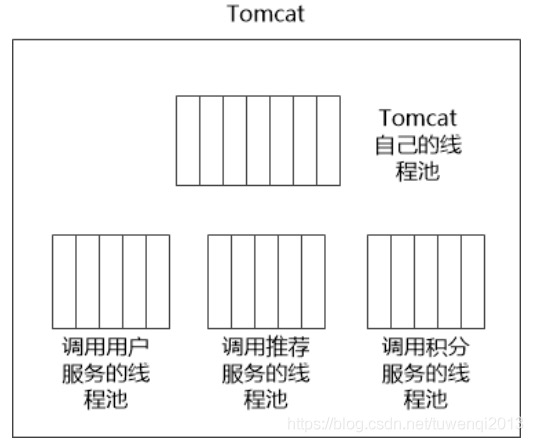 Tomcat
Tomcat
自己的线
程池
调用用户
服务的线
程池
调用推荐
服务的线
程池
调用积分
服务的线
程池
https://blog.csdn.net/tuwenqi2013